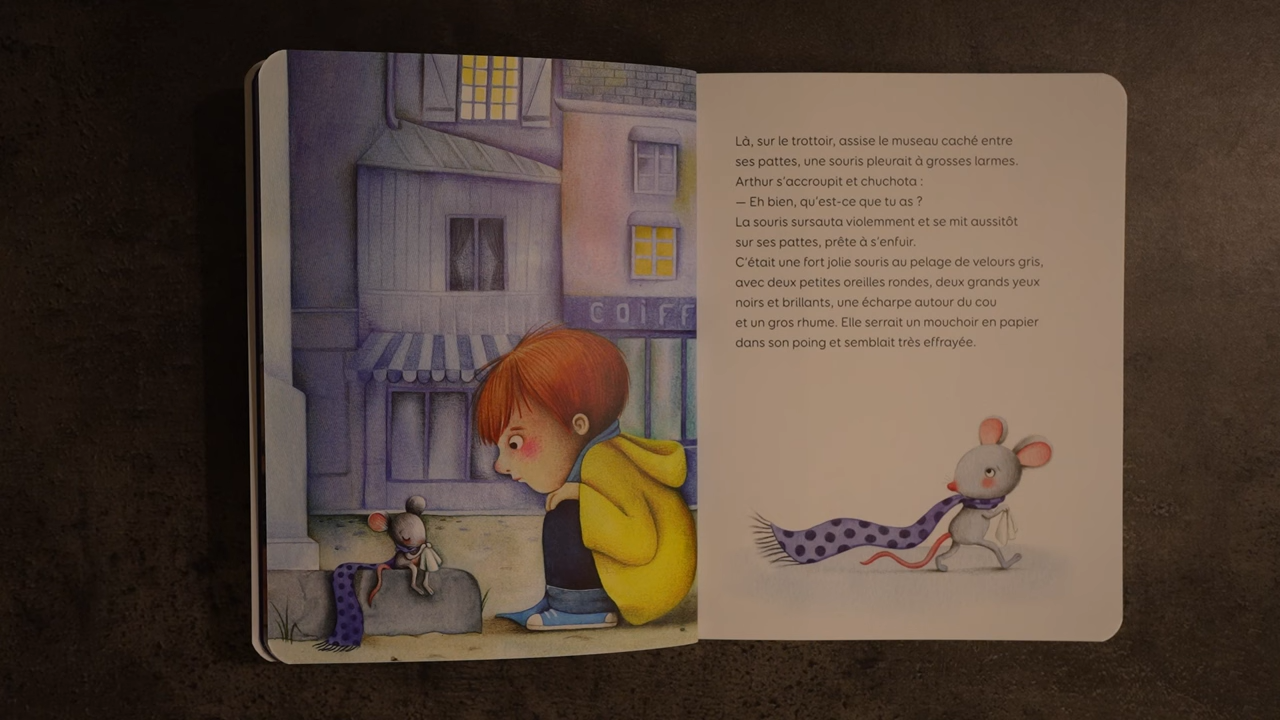 COIFF
Là, sur le trottoir, assise le museau caché entre
ses pattes, une souris pleurait à grosses larmes.
Arthur s'accroupit et chuchota :
— Eh bien, qu'est-ce que tu as ?
La souris sursauta violemment et se mit aussitôt
sur ses pattes, prête à s'enfuir.
C'était une fort jolie souris au pelage de velours gris,
avec deux petites oreilles rondes, deux grands yeux
noirs et brillants, une écharpe autour du cou
et un gros rhume. Elle serrait un mouchoir en papier
dans son poing et semblait très effrayée.